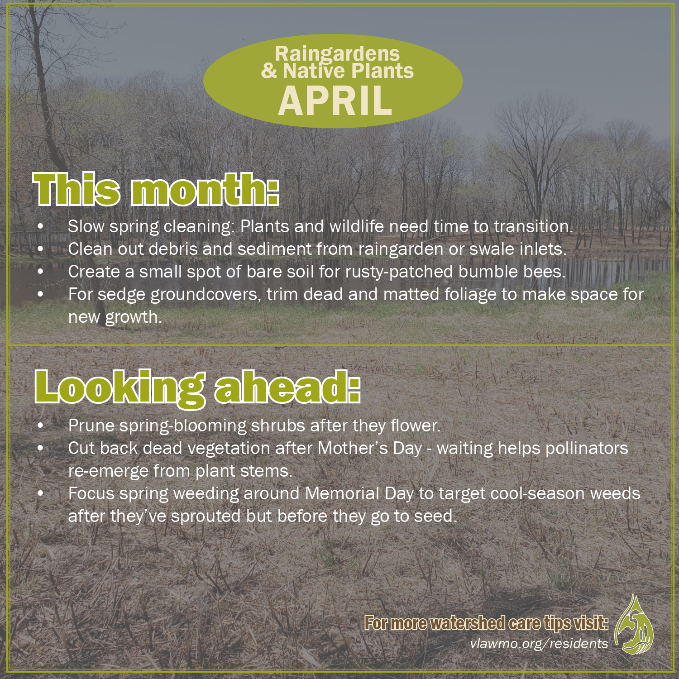 Raingardens
& Native Plants
APRIL
This month:
• Slow spring cleaning: Plants and wildlife need time to transition.
• Clean out debris and sediment from raingarden or swale inlets.
• Create a small spot of bare soil for rusty-patched bumble bees.
• For sedge groundcovers, trim dead and matted foliage to make space for
new growth.
Looking ahead:
• Prune spring-blooming shrubs after they flower.
• Cut back dead vegetation after Mother's Day - waiting helps pollinators
re-emerge from plant stems.
• Focus spring weeding around Memorial Day to target cool-season weeds
after they've sprouted but before they go to seed.
For more watershed care tips visit:
vlawmo.org/residents